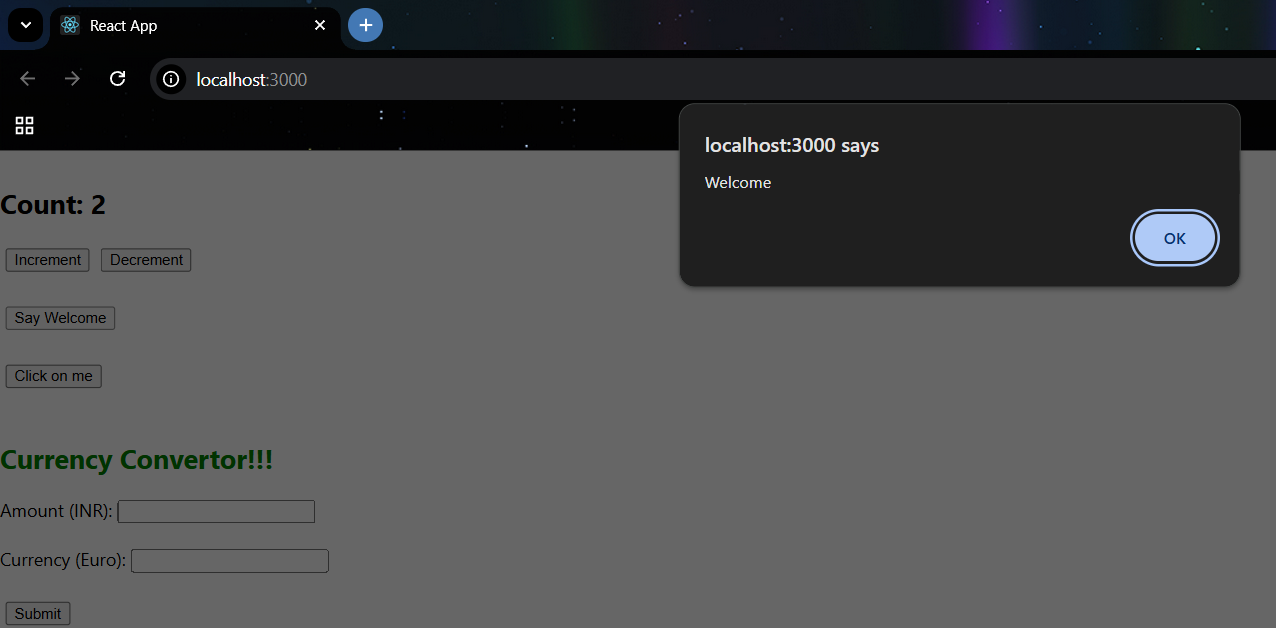 React App
localhost:3000
localhost:3000 says
Welcome
OK
Count: 2
Increment Decrement
Say Welcome
Click on me
Currency Convertor!!!
Amount (INR):
Currency (Euro):
Submit